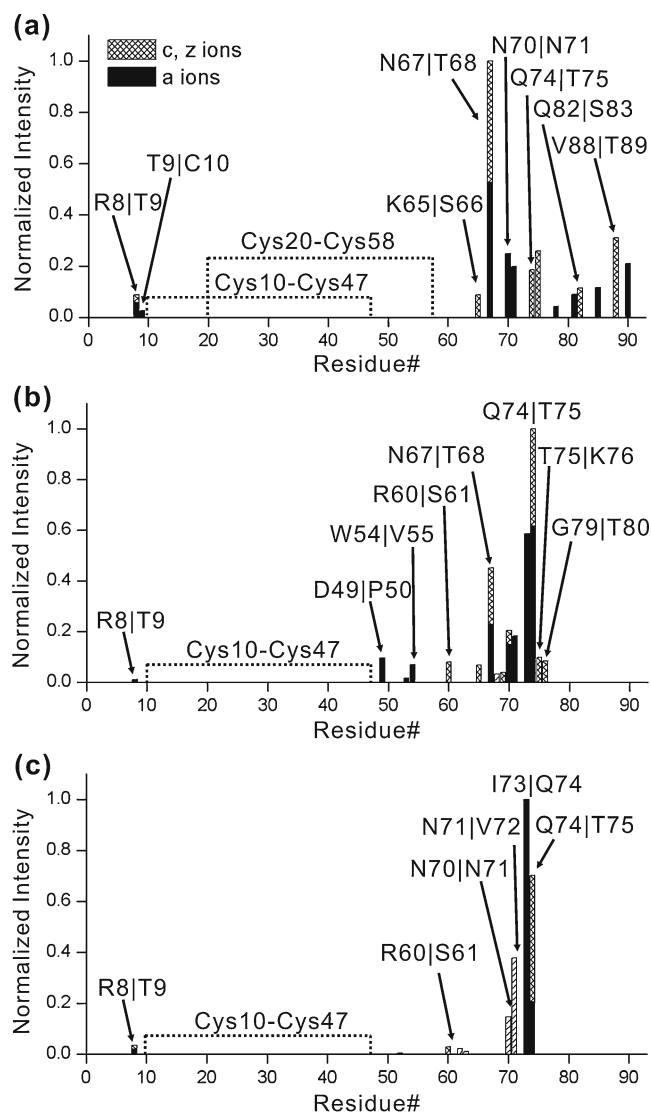 (a)
c, z ions
a ions
N67|T68
N70|N71
Q74|T75
Q82|S83
V88|T89
T9|C10
R8|T9
K65|S66
Cys20-Cys58
Cys10-Cys47
Normalized Intensity
1.0
0.8
0.6
0.4
0.2
0.0
0 10 20 30 40 50 60 70 80 90
Residue#
(b)
Q74|T75
N67|T68
T75|K76
R60|S61
G79|T80
W54|V55
D49|P50
R8|T9
Cys10-Cys47
Normalized Intensity
1.0
0.8
0.6
0.4
0.2
0.0
0 10 20 30 40 50 60 70 80 90
Residue#
(c)
I73|Q74
N71|V72
Q74|T75
N70|N71
R60|S61
R8|T9
Cys10-Cys47
Normalized Intensity
1.0
0.8
0.6
0.4
0.2
0.0
0 10 20 30 40 50 60 70 80 90
Residue#